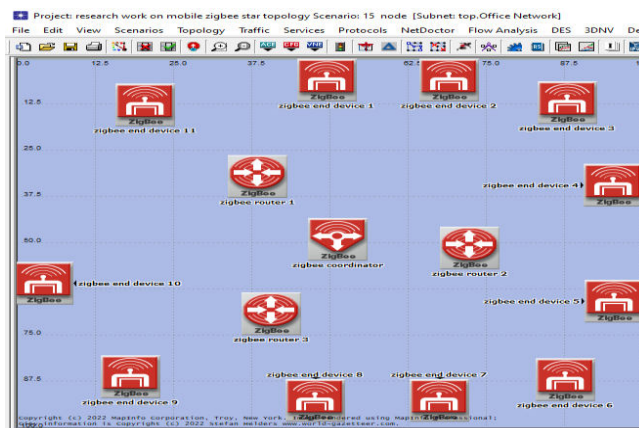 Project: research work on mobile zigbee star topology Scenario: 15 node [Subnet: top.Office Network]
File Edit View Scenarios Topology Traffic Services Protocols NetDoctor Flow Analysis DES 3DNV De
0.0 12.5 25.0 37.5 62.5 75.0 87.5
ZigBee
zigbee end device 1
ZigBee
zigbee end device 2
12.5
ZigBee
zigbee end device 11
ZigBee
zigbee end device 3
25.0
zigbee end device 4
ZigBee
37.5
ZigBee
zigbee router 1
50.0
ZigBee
zigbee coordinator
ZigBee
zigbee router 2
zigbee end device 10
ZigBee
zigbee end device 5
ZigBee
75.0
ZigBee
zigbee router 3
zigbee end device 8
zigbee end device 7
87.5
ZigBee
zigbee end device 9
ZigBee
zigbee end device 6
ZigBee
ZigBee
Copyright (c) 2022 MapInfo Corporation, Troy, New York.
information is Copyright (c) 2022 Stefan Helders www.world-gazetteer.com.